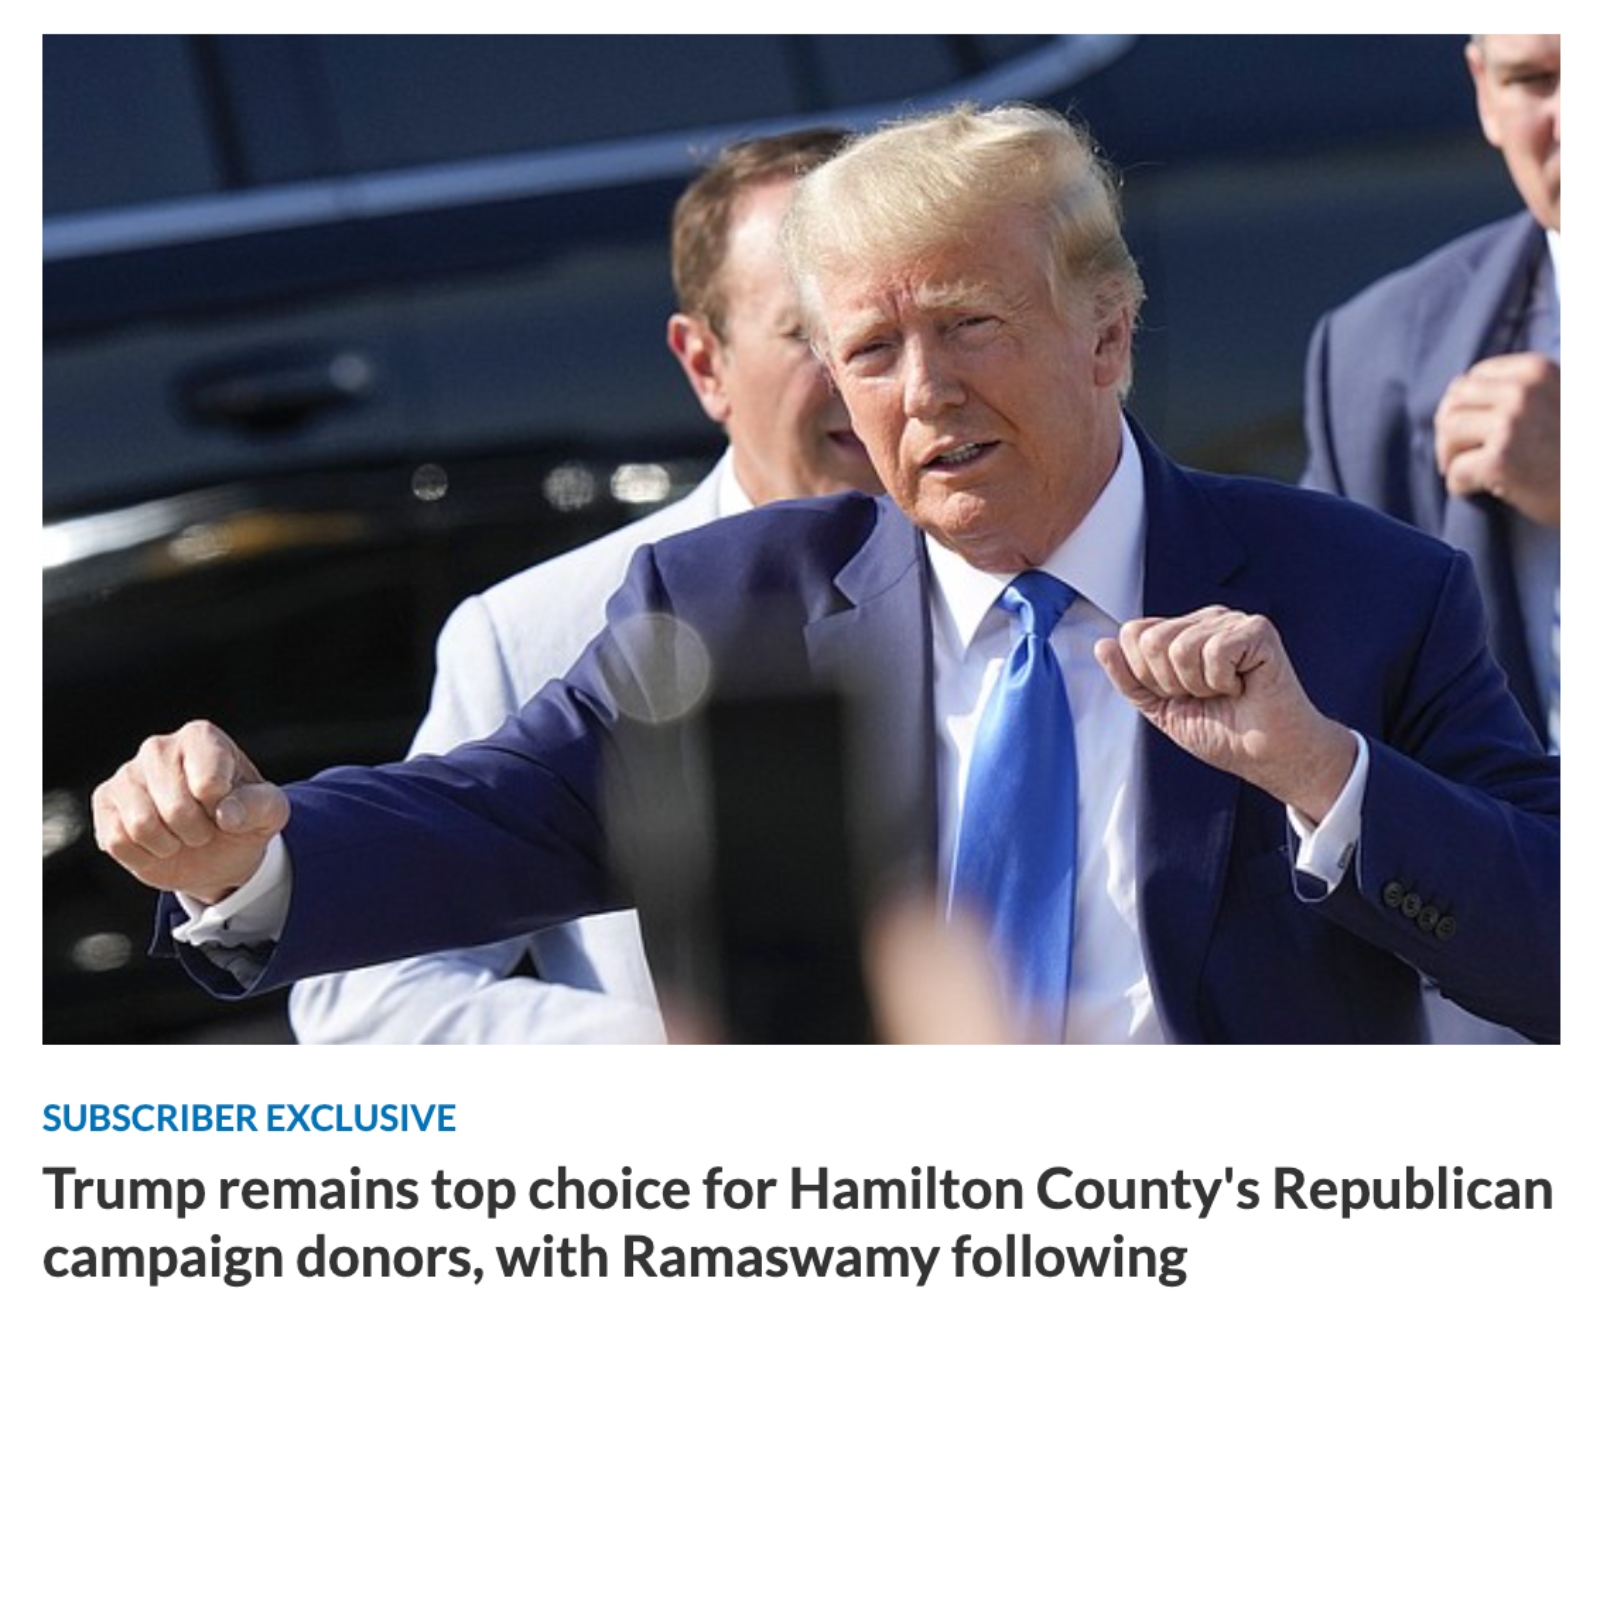 SUBSCRIBER EXCLUSIVE
Trump remains top choice for Hamilton County's Republican
campaign donors, with Ramaswamy following